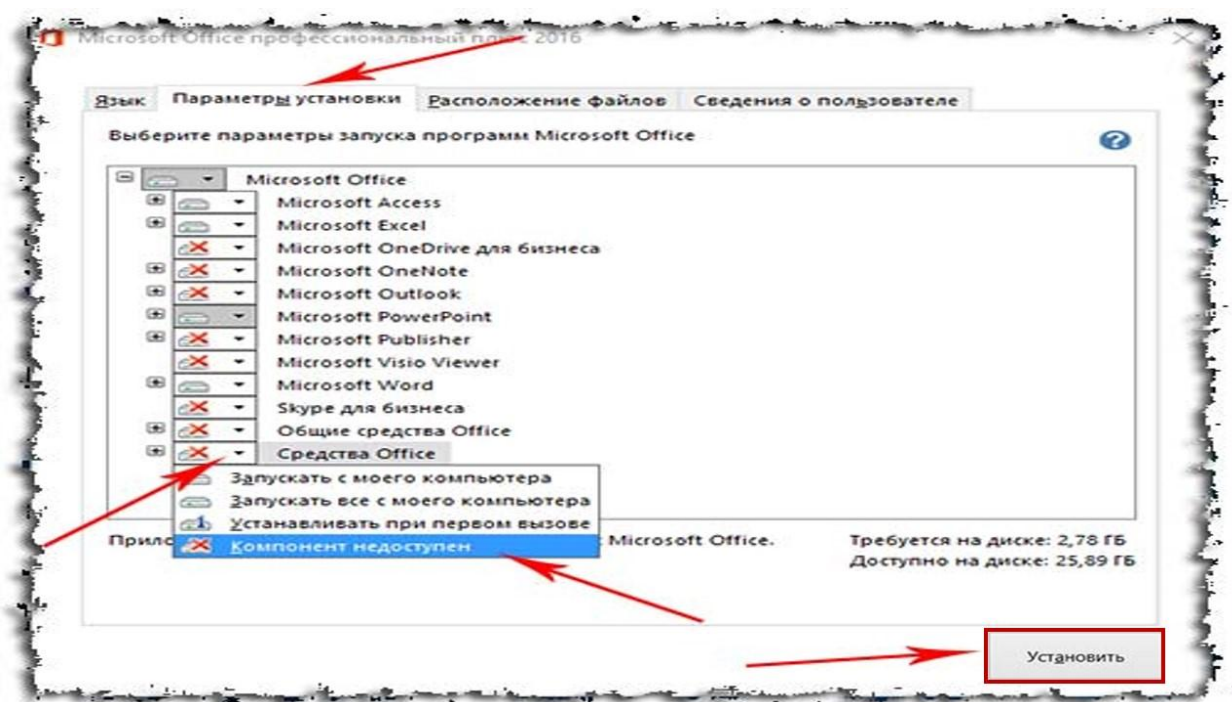 Microsoft Office профессиональный плюс 2016
Язык Параметры установки Расположение файлов Сведения о пользователе
Выберите параметры запуска программ Microsoft Office
Microsoft Office
Microsoft Access
Microsoft Excel
Microsoft OneDrive для бизнеса
Microsoft OneNote
Microsoft Outlook
Microsoft PowerPoint
Microsoft Publisher
Microsoft Visio Viewer
Microsoft Word
Skype для бизнеса
Общие средства Office
Средства Office
Запускать с моего компьютера
Запускать все с моего компьютера
Устанавливать при первом вызове
Компонент недоступен
Microsoft Office.
Требуется на диске: 2,78 ГБ
Доступно на диске: 25,89 ГБ
Установить